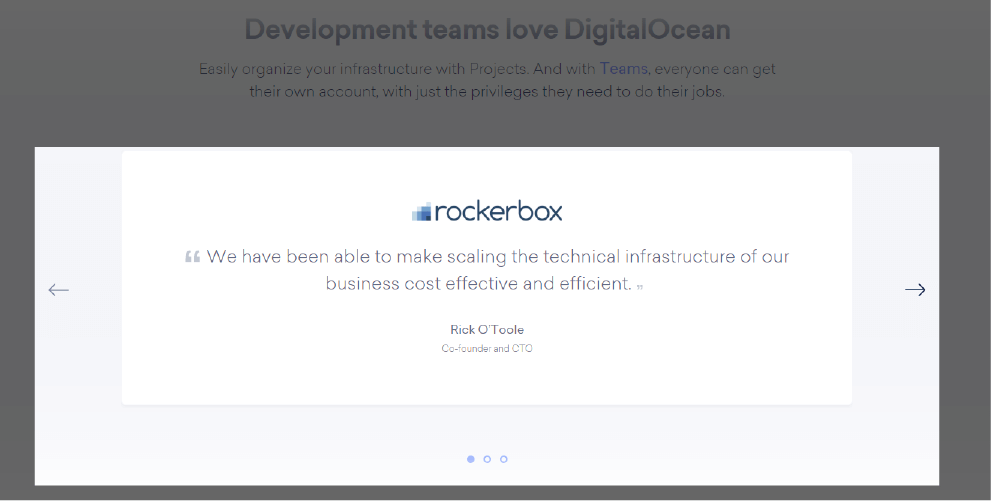 Development teams love DigitalOcean
Easily organize your infrastructure with Projects. And with Teams, everyone can get
their own account, with just the privileges they need to do their jobs.
rockerbox
“ We have been able to make scaling the technical infrastructure of our
business cost effective and efficient. ”
Rick O'Toole
Co-founder and CTO